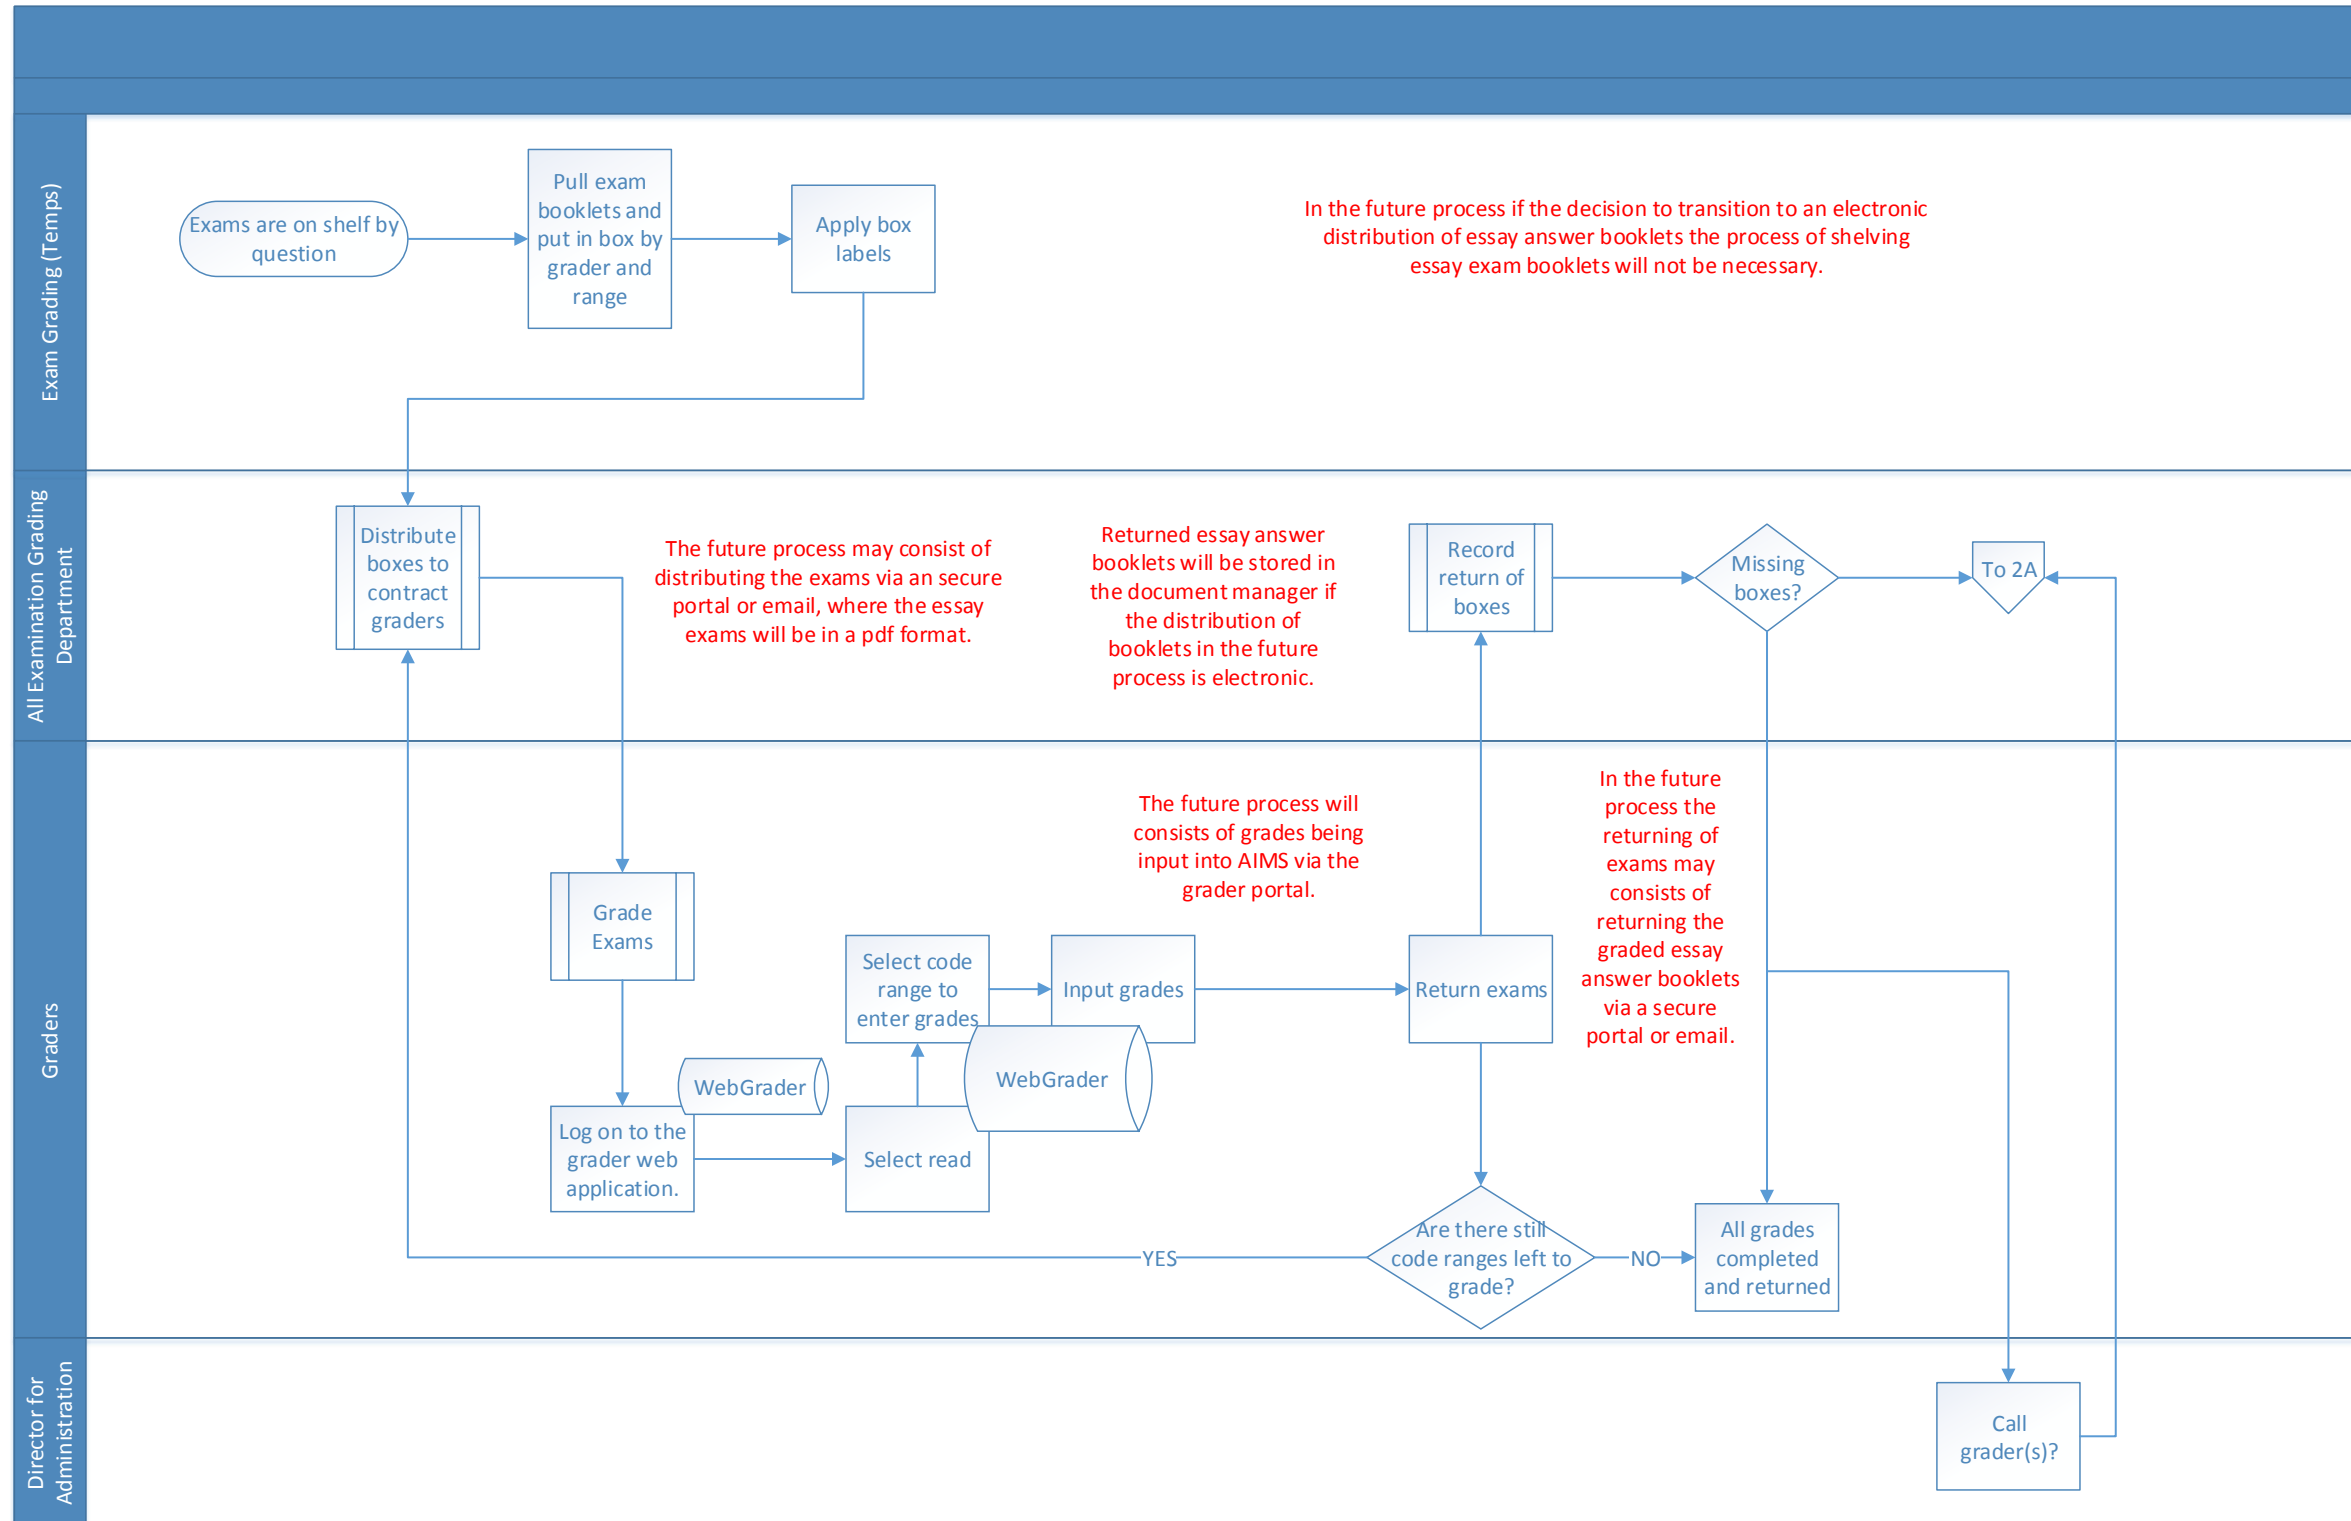 Exam Grading (Temps)
Exams are on shelf by
question
Pull exam
booklets and
put in box by
grader and
range
Apply box
labels
In the future process if the decision to transition to an electronic
distribution of essay answer booklets the process of shelving
essay exam booklets will not be necessary.
All Examination Grading
Department
Distribute
boxes to
contract
graders
The future process may consist of
distributing the exams via an secure
portal or email, where the essay
exams will be in a pdf format.
Returned essay answer
booklets will be stored in
the document manager if
the distribution of
booklets in the future
process is electronic.
Record
return of
boxes
Missing
boxes?
To 2A
Graders
Grade
Exams
Log on to the
grader web
application.
WebGrader
Select read
Select code
range to
enter grades
Input grades
WebGrader
The future process will
consists of grades being
input into AIMS via the
grader portal.
Return exams
In the future
process the
returning of
exams may
consists of
returning the
graded essay
answer booklets
via a secure
portal or email.
Are there still
code ranges left to
grade?
YES
NO
All grades
completed
and returned
Director for
Administration
Call
grader(s)?